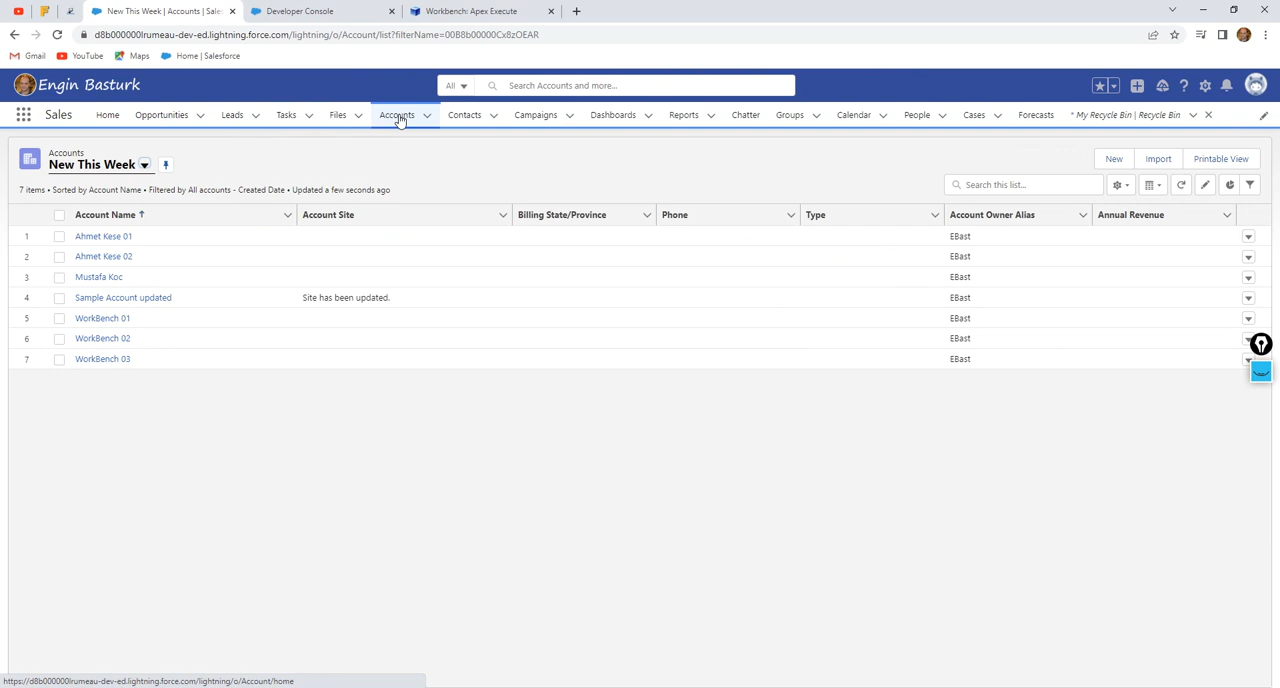 New This Week | Accounts | Sales
Developer Console
Workbench: Apex Execute
d8b000000lrumeau-dev-ed.lightning.force.com/lightning/o/Account/list?filterName=00B8b00000Cx8zOEAR
Gmail YouTube Maps Home | Salesforce
Engin Basturk
All Search Accounts and more...
Sales Home Opportunities Leads Tasks Files Accounts Contacts Campaigns Dashboards Reports Chatter Groups Calendar People Cases Forecasts * My Recycle Bin | Recycle Bin
Accounts
New This Week
New Import Printable View
7 items • Sorted by Account Name • Filtered by All accounts - Created Date • Updated a few seconds ago
Search this list...
Account Name Account Site Billing State/Province Phone Type Account Owner Alias Annual Revenue
1 Ahmet Kese 01 EBast
2 Ahmet Kese 02 EBast
3 Mustafa Koc EBast
4 Sample Account updated Site has been updated. EBast
5 WorkBench 01 EBast
6 WorkBench 02 EBast
7 WorkBench 03 EBast
https://d8b000000lrumeau-dev-ed.lightning.force.com/lightning/o/Account/home